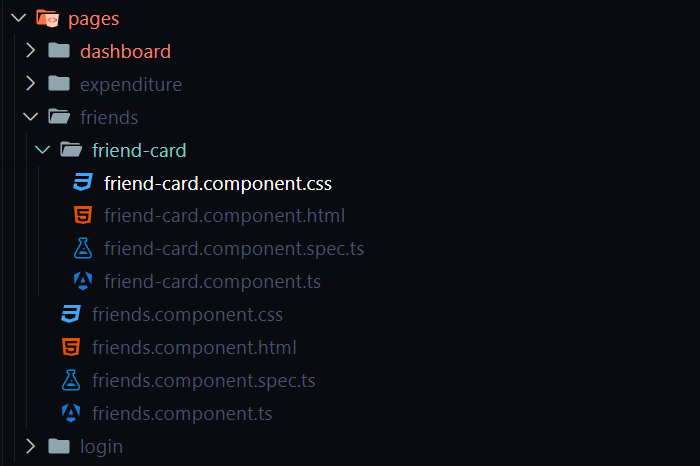 pages
dashboard
expenditure
friends
friend-card
friend-card.component.css
friend-card.component.html
friend-card.component.spec.ts
friend-card.component.ts
friends.component.css
friends.component.html
friends.component.spec.ts
friends.component.ts
login